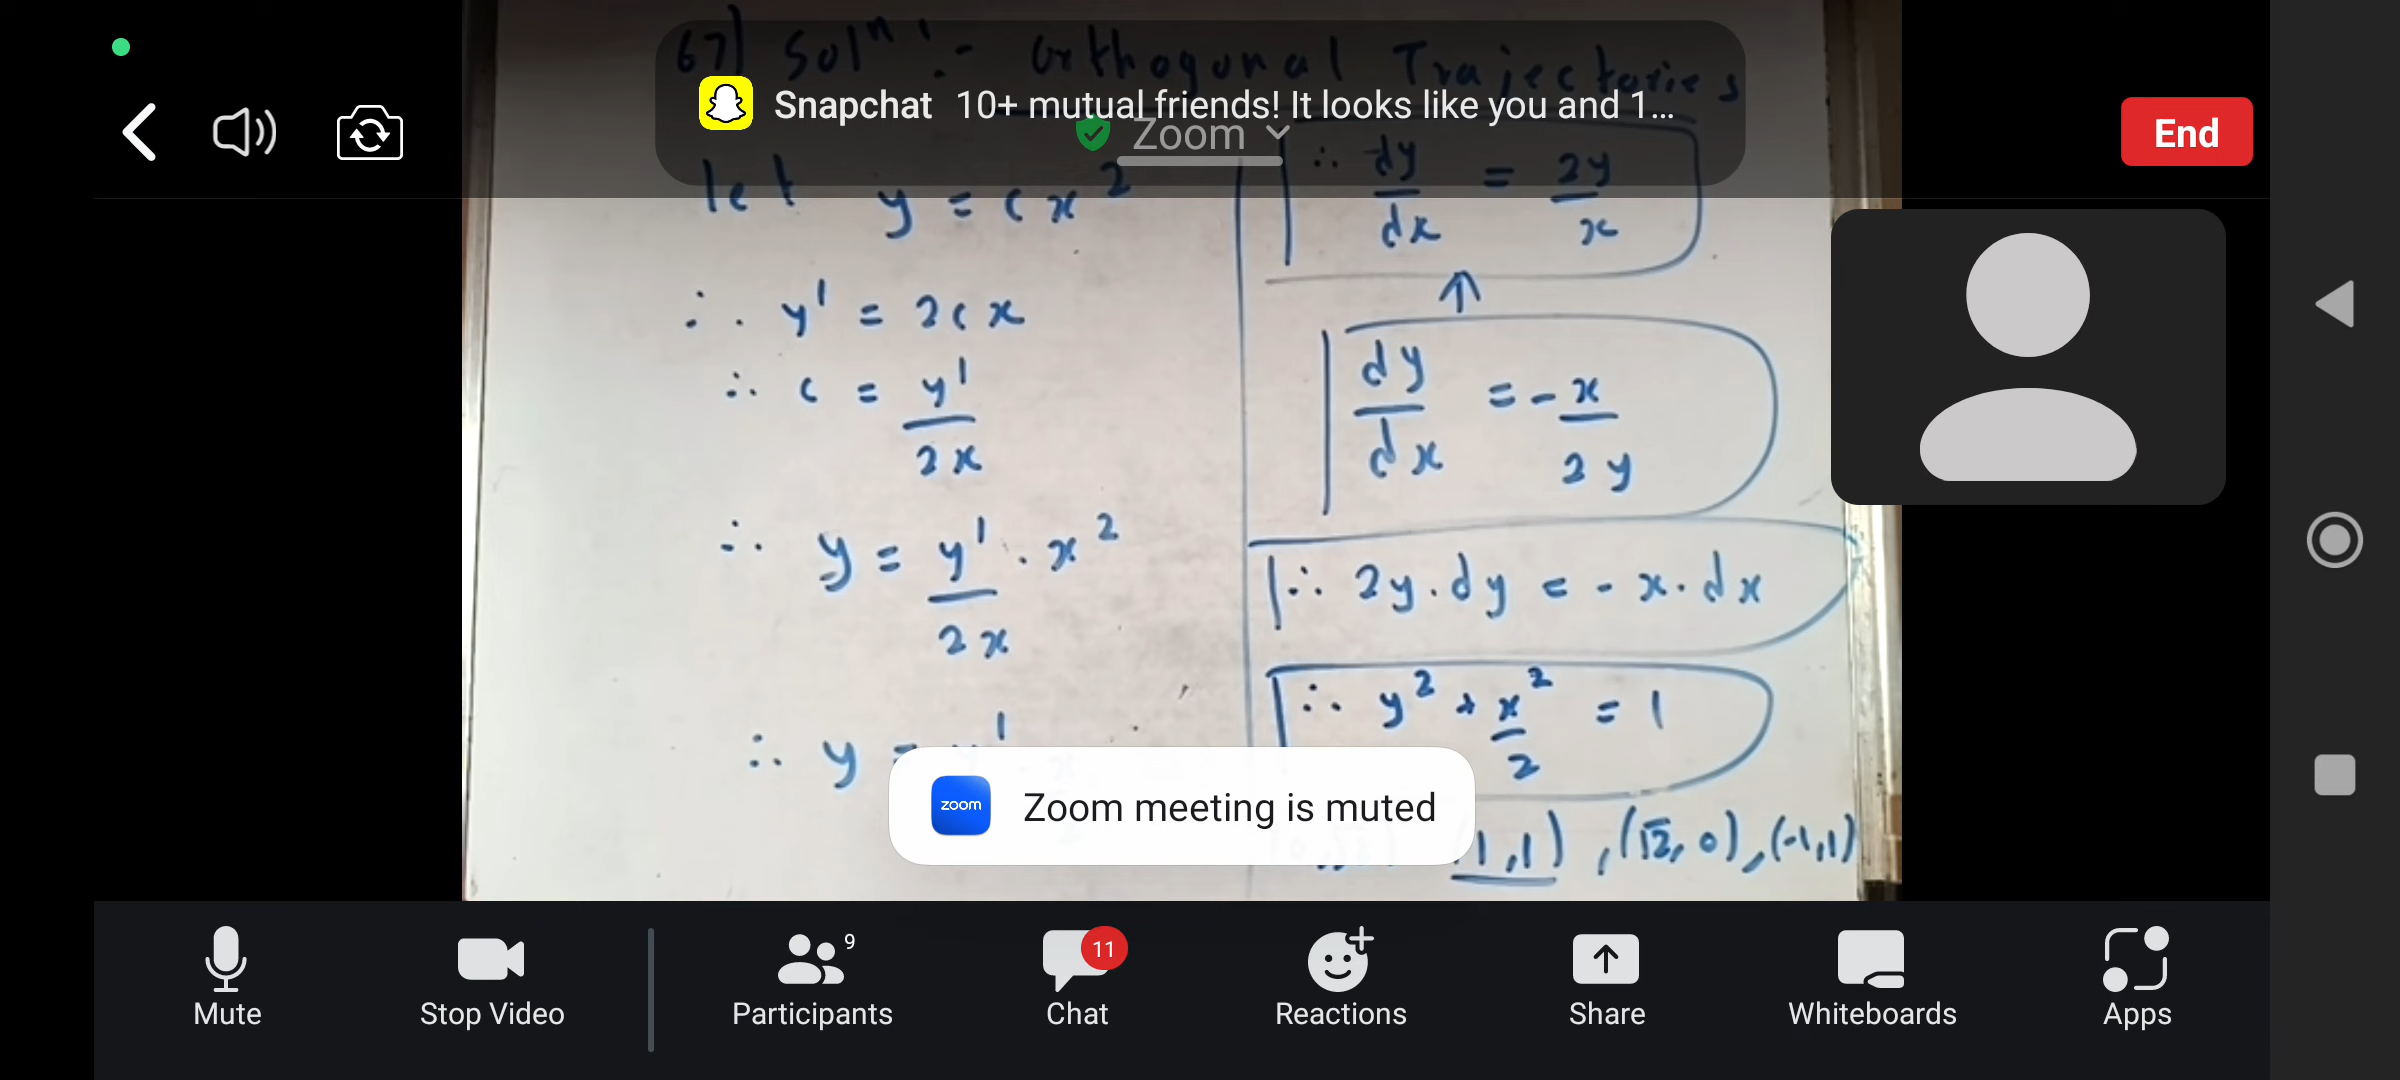 67] Solⁿ :- Orthogonal Trajectories
Snapchat 10+ mutual friends! It looks like you and 1...
Zoom
End
let y = cx²
∴ y' = 2cx
∴ c = y' / 2x
∴ y = y' / 2x . x²
∴ y = y'
∴ dy/dx = 2y/x
↑
dy/dx = - x/2y
∴ 2y.dy = - x.dx
∴ y² + x²/2 = 1
(1,1), (√2, 0), (-1,1)
zoom Zoom meeting is muted
Mute
Stop Video
9
Participants
11
Chat
Reactions
Share
Whiteboards
Apps